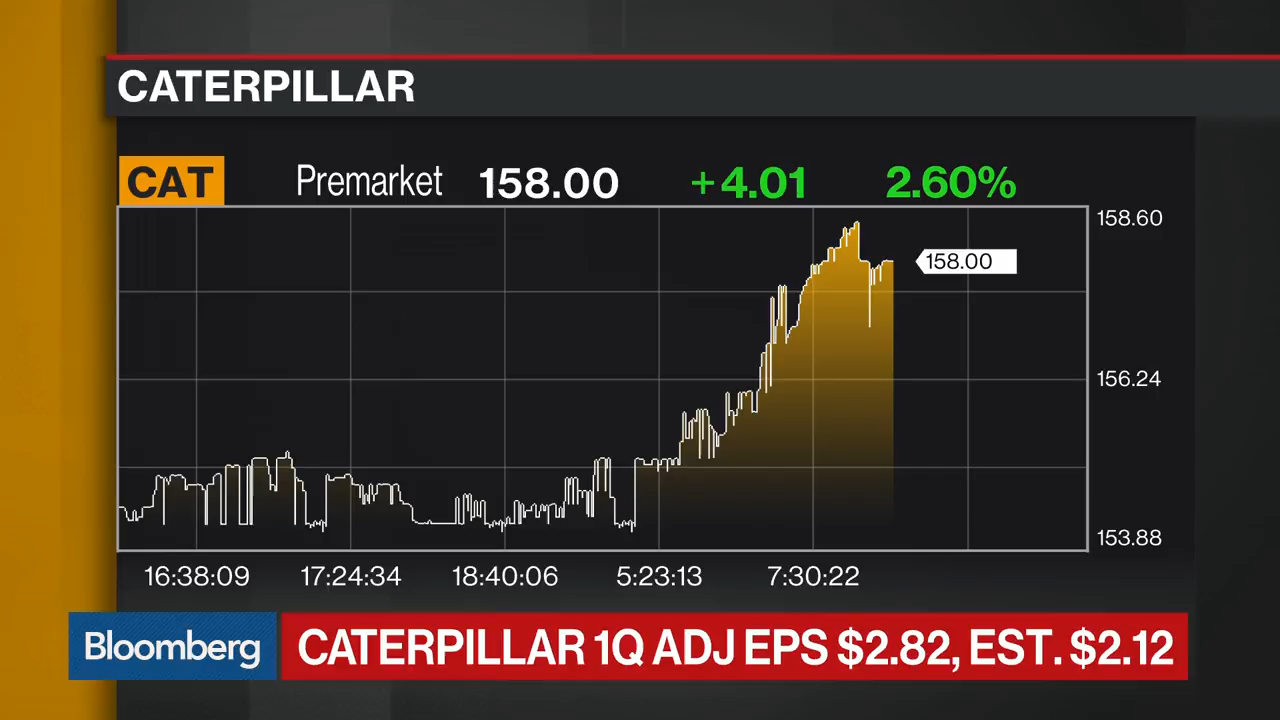 CATERPILLAR
CAT Premarket 158.00 +4.01 2.60%
158.60
158.00
156.24
153.88
16:38:09 17:24:34 18:40:06 5:23:13 7:30:22
Bloomberg CATERPILLAR 1Q ADJ EPS $2.82, EST. $2.12